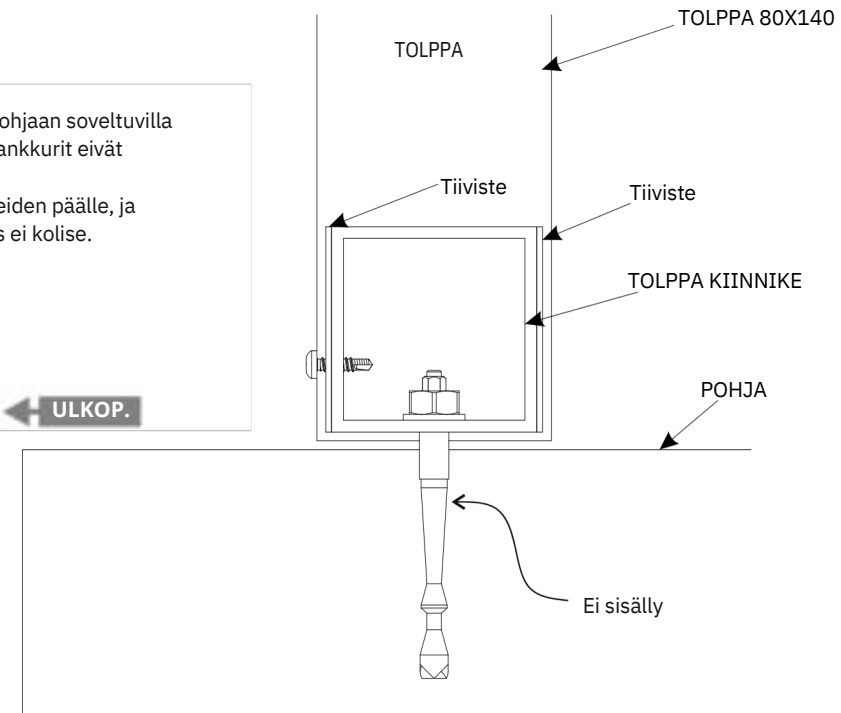 TOLPPA 80X140
TOLPPA
ohjaan soveltuvilla
ankkurit eivät
eiden päälle, ja
s ei kolise.
Tiiviste
Tiiviste
TOLPPA KIINNIKE
POHJA
ULKOP.
Ei sisälly